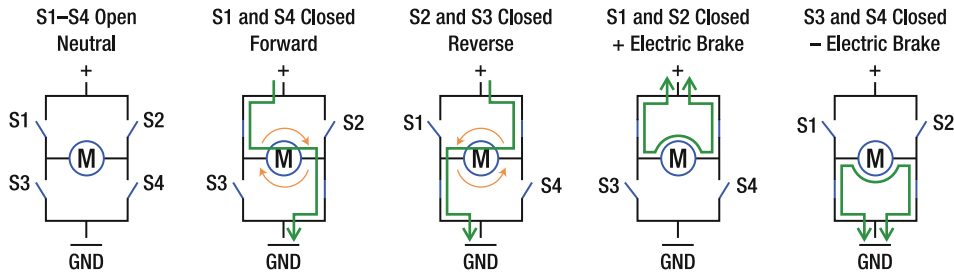 S1–S4 Open
Neutral
+
S1
S2
M
S3
S4
GND
S1 and S4 Closed
Forward
+
S2
M
S3
GND
S2 and S3 Closed
Reverse
+
S1
M
S4
GND
S1 and S2 Closed
+ Electric Brake
+
M
S3
S4
GND
S3 and S4 Closed
– Electric Brake
+
S1
S2
M
GND